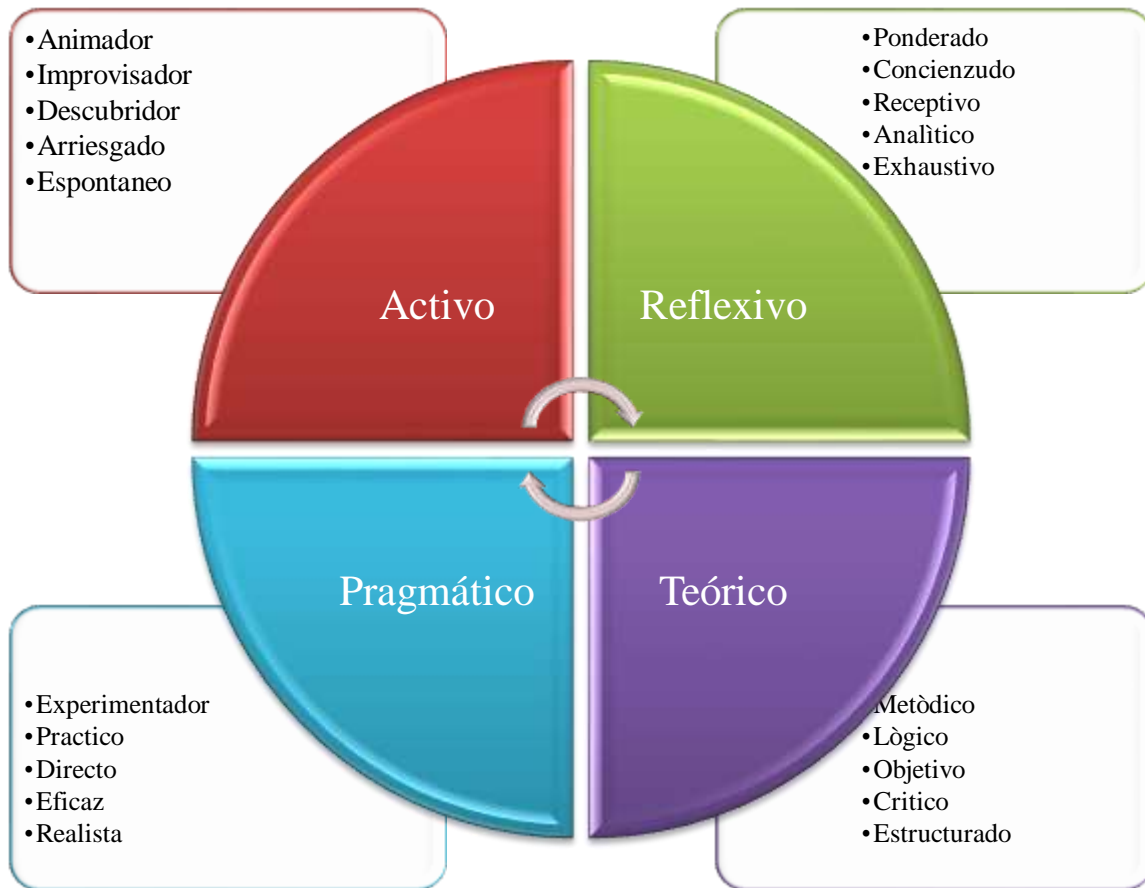 •Animador
•Improvisador
•Descubridor
•Arriesgado
•Espontaneo
•Ponderado
•Concienzudo
•Receptivo
•Analìtico
•Exhaustivo
Activo
Reflexivo
Pragmático
Teórico
•Experimentador
•Practico
•Directo
•Eficaz
•Realista
•Metòdico
•Lògico
•Objetivo
•Critico
•Estructurado